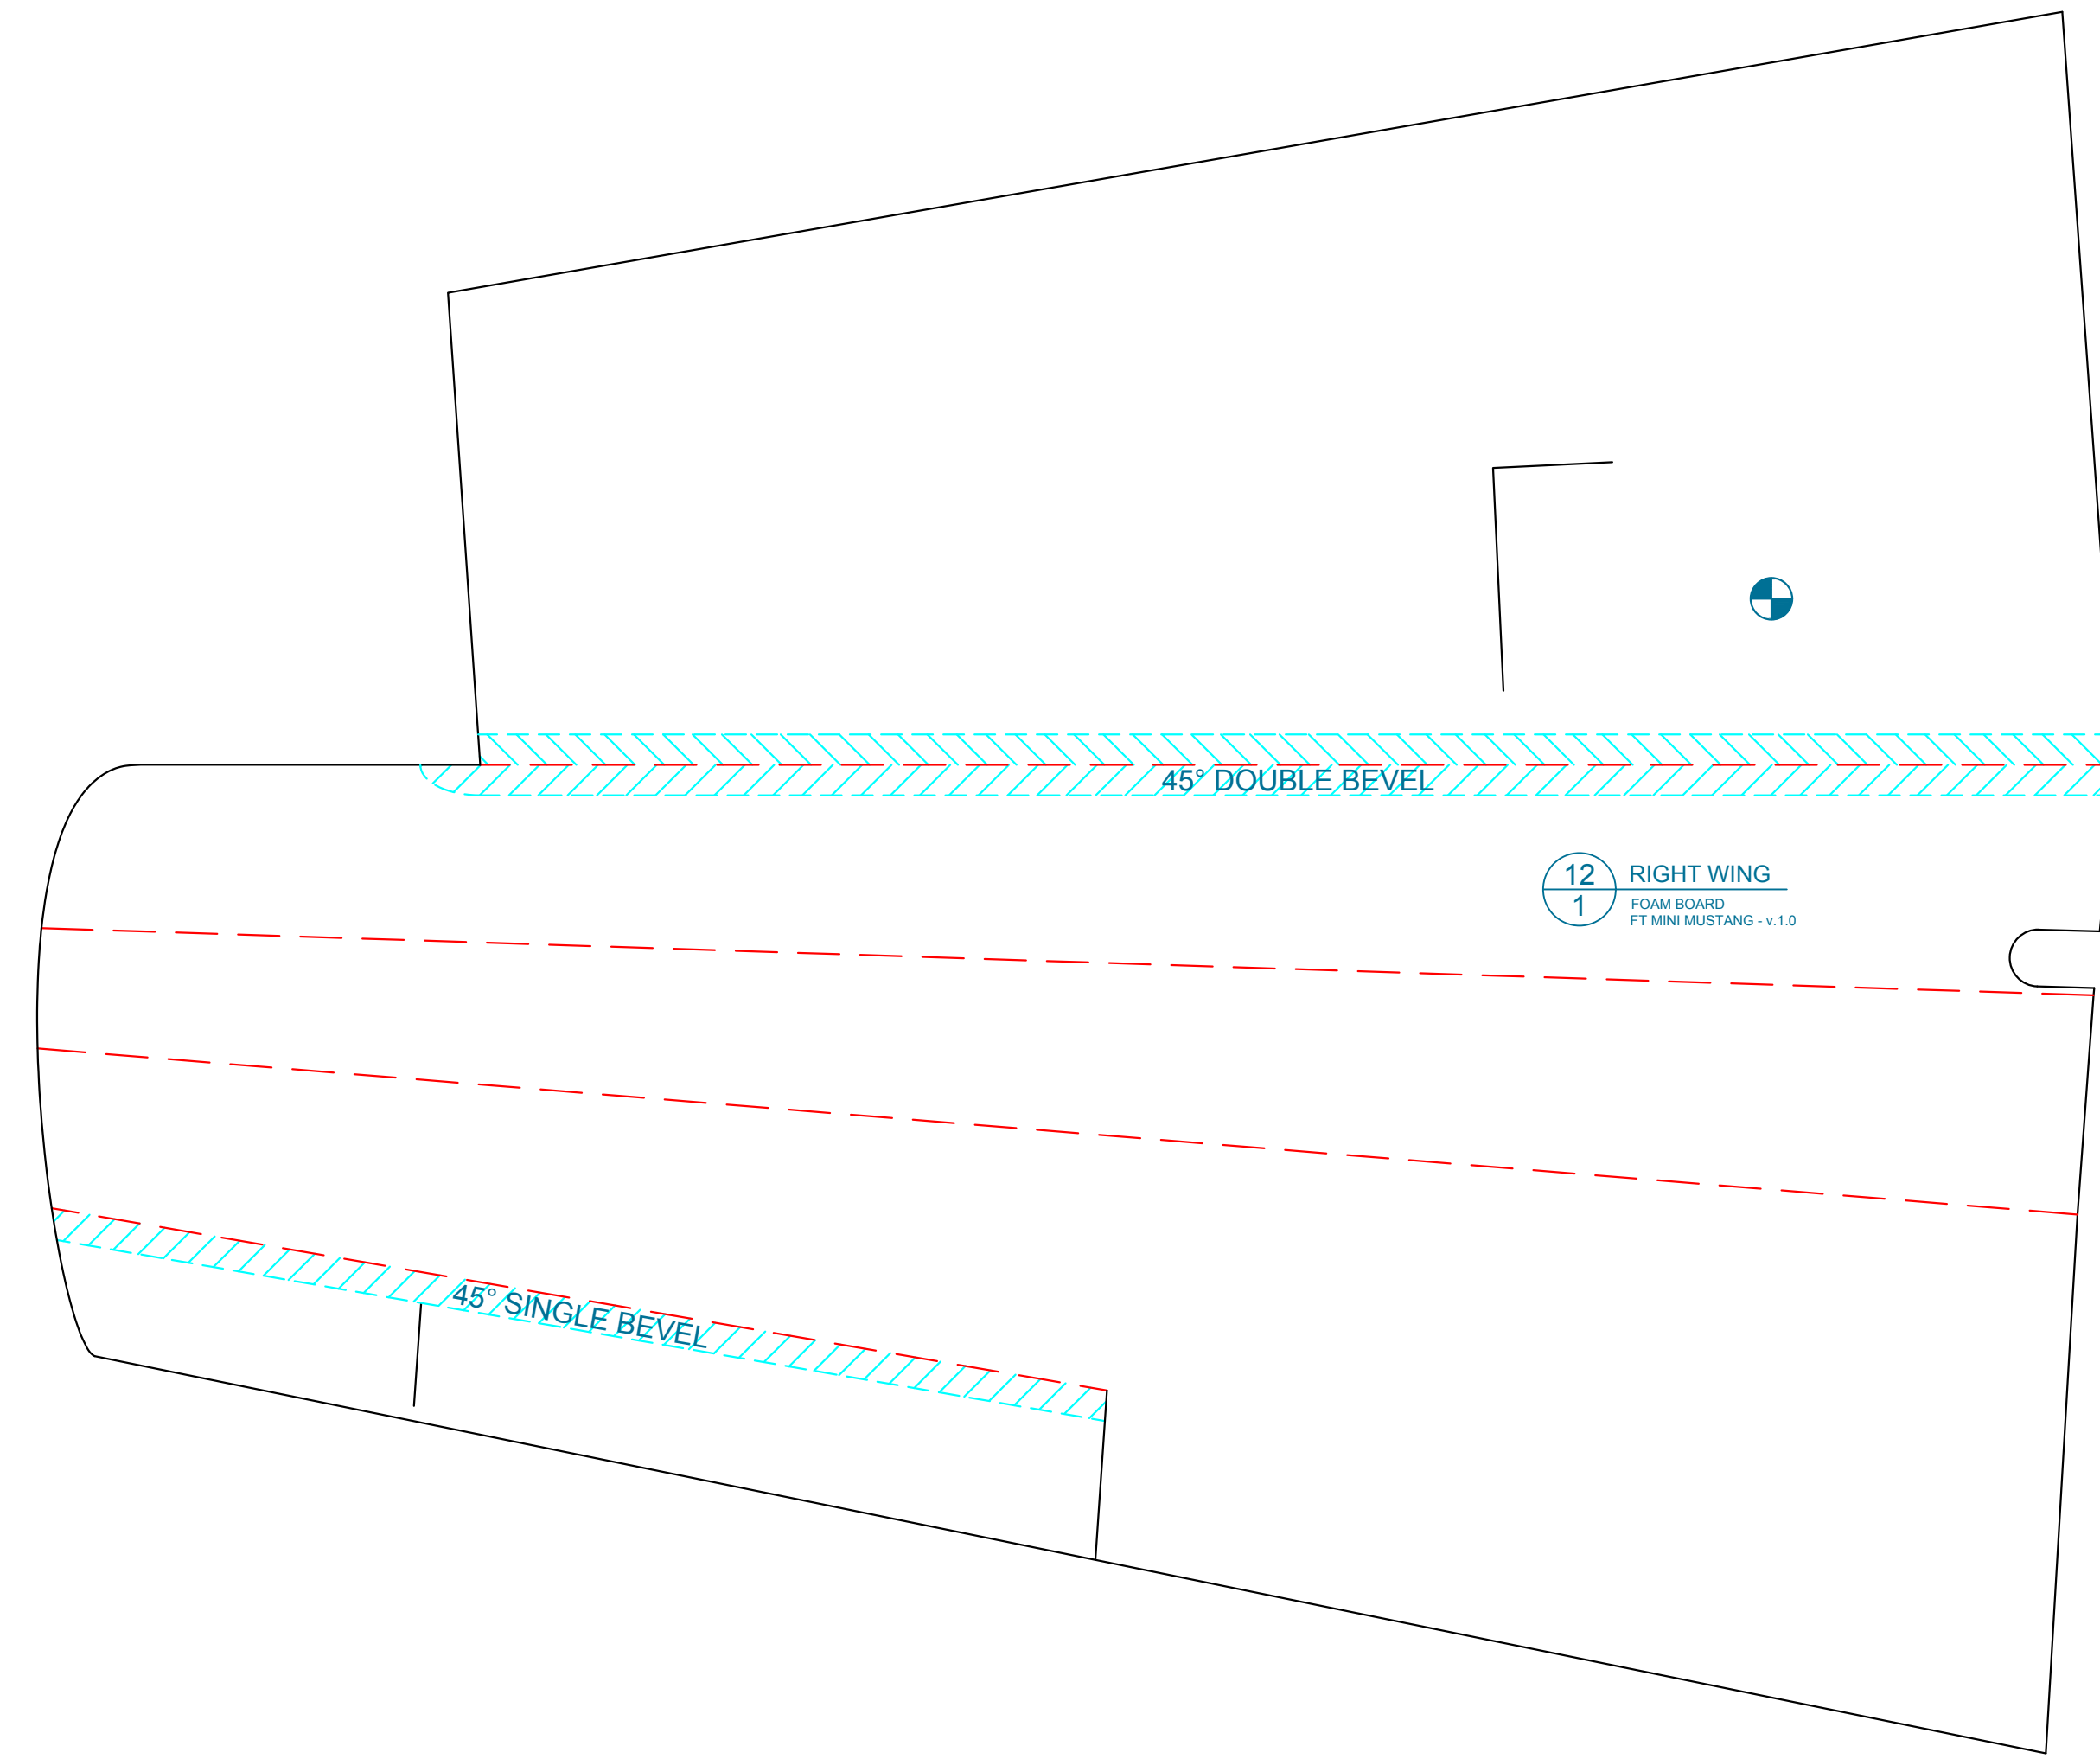 45° DOUBLE BEVEL
12
1
RIGHT WING
FOAM BOARD
FT MINI MUSTANG - v.1.0
45° SINGLE BEVEL